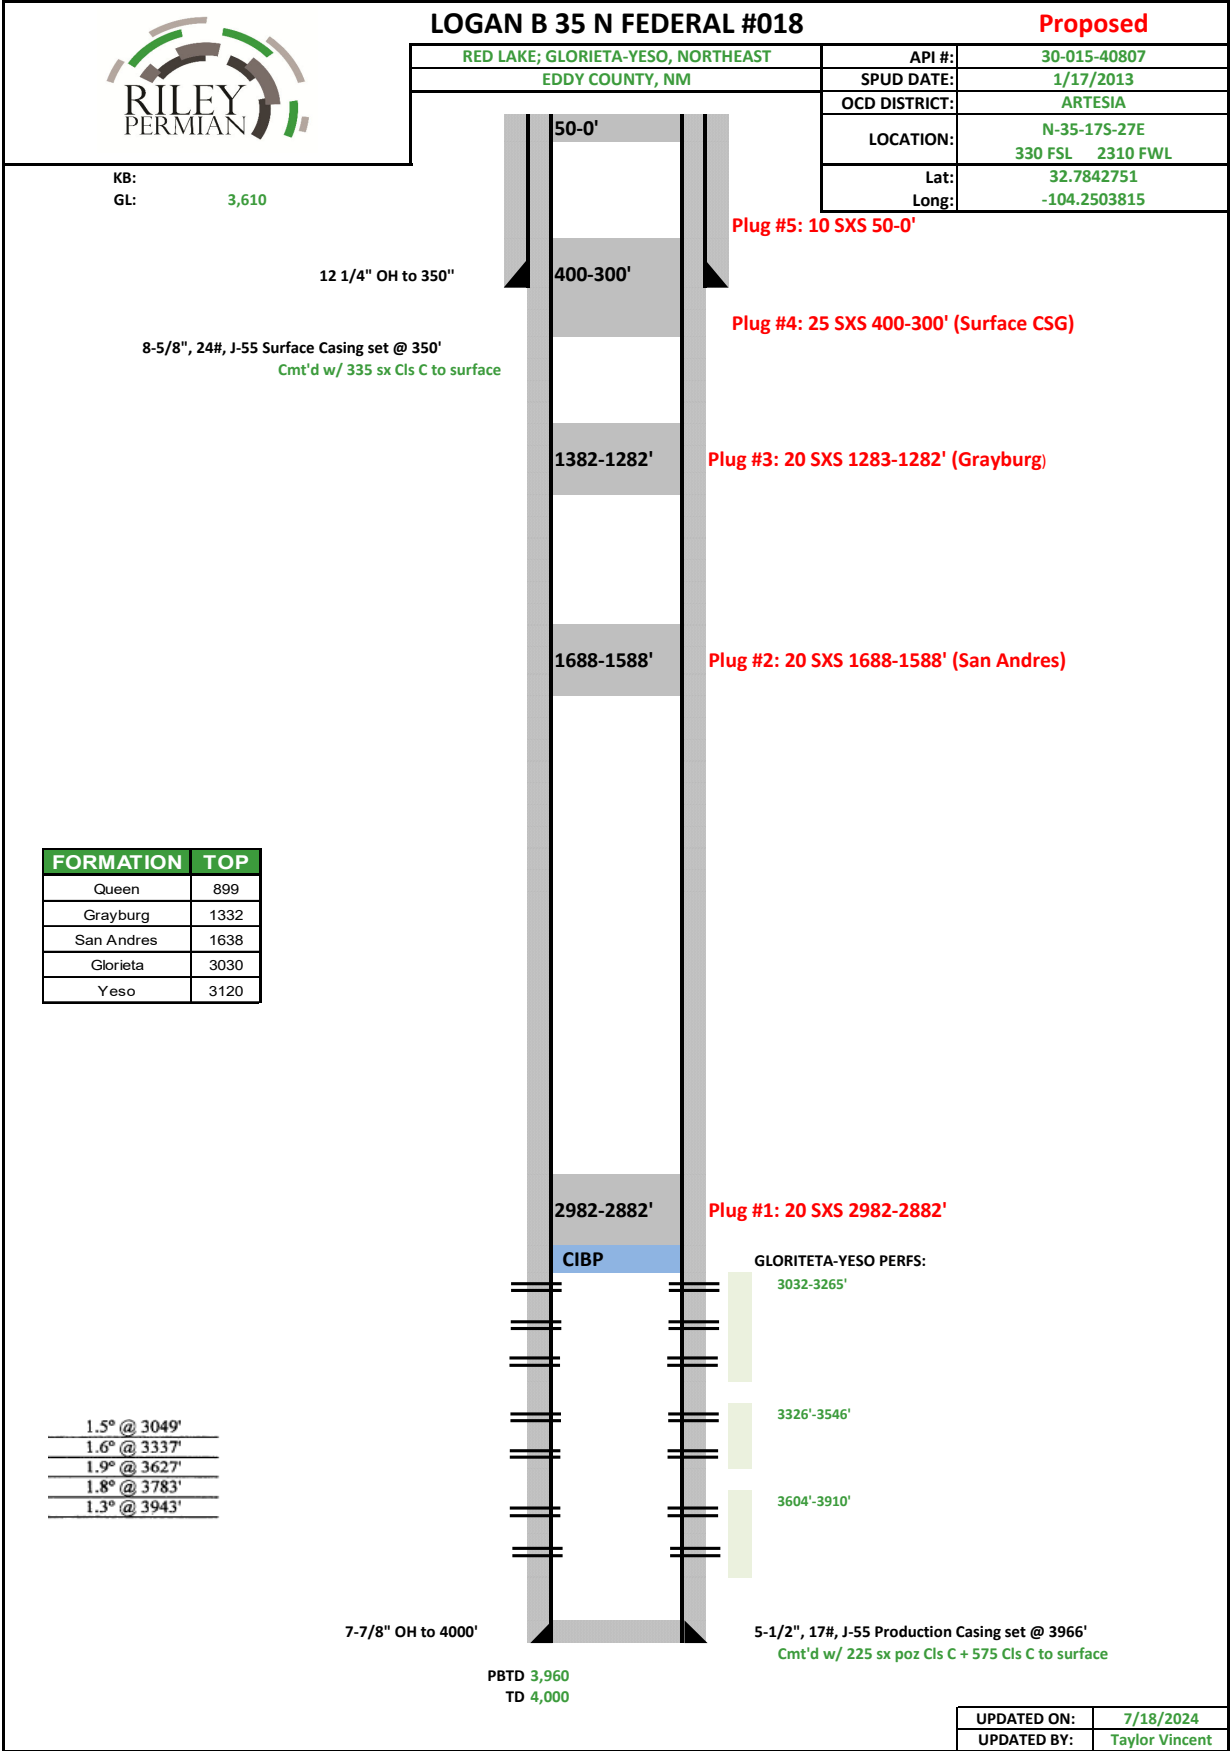 LOGAN B 35 N FEDERAL #018
Proposed
RILEY
PERMIAN
RED LAKE; GLORIETA-YESO, NORTHEAST
EDDY COUNTY, NM
API #: 30-015-40807
SPUD DATE: 1/17/2013
OCD DISTRICT: ARTESIA
LOCATION: N-35-17S-27E
330 FSL 2310 FWL
Lat: 32.7842751
Long: -104.2503815
KB:
GL: 3,610
50-0'
Plug #5: 10 SXS 50-0'
12 1/4" OH to 350"
400-300'
Plug #4: 25 SXS 400-300' (Surface CSG)
8-5/8", 24#, J-55 Surface Casing set @ 350'
Cmt'd w/ 335 sx Cls C to surface
1382-1282'
Plug #3: 20 SXS 1283-1282' (Grayburg)
1688-1588'
Plug #2: 20 SXS 1688-1588' (San Andres)
FORMATION TOP
Queen 899
Grayburg 1332
San Andres 1638
Glorieta 3030
Yeso 3120
2982-2882'
Plug #1: 20 SXS 2982-2882'
CIBP
GLORITETA-YESO PERFS:
3032-3265'
3326'-3546'
3604'-3910'
1.5° @ 3049'
1.6° @ 3337'
1.9° @ 3627'
1.8° @ 3783'
1.3° @ 3943'
7-7/8" OH to 4000'
5-1/2", 17#, J-55 Production Casing set @ 3966'
Cmt'd w/ 225 sx poz Cls C + 575 Cls C to surface
PBTD 3,960
TD 4,000
UPDATED ON: 7/18/2024
UPDATED BY: Taylor Vincent